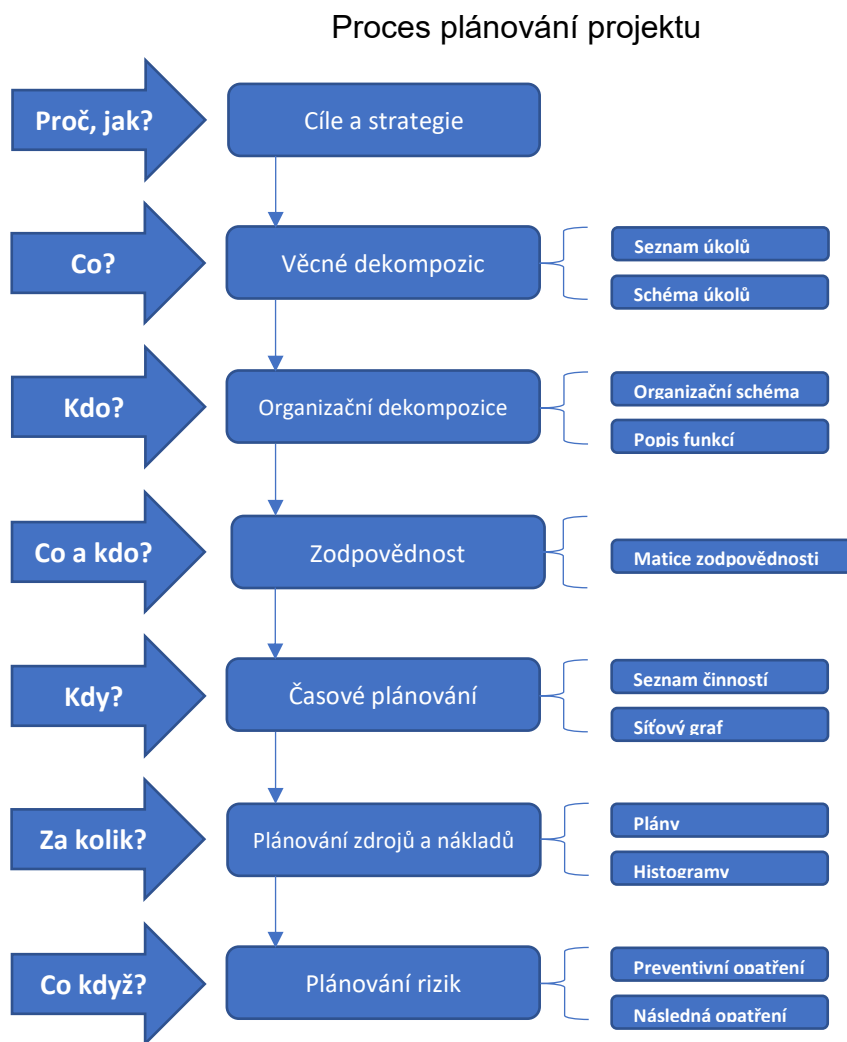 Proces plánování projektu
Proč, jak?
Cíle a strategie
Co?
Věcné dekompozic
Seznam úkolů
Schéma úkolů
Kdo?
Organizační dekompozice
Organizační schéma
Popis funkcí
Co a kdo?
Zodpovědnost
Matice zodpovědnosti
Kdy?
Časové plánování
Seznam činností
Síťový graf
Za kolik?
Plánování zdrojů a nákladů
Plány
Histogramy
Co když?
Plánování rizik
Preventivní opatření
Následná opatření